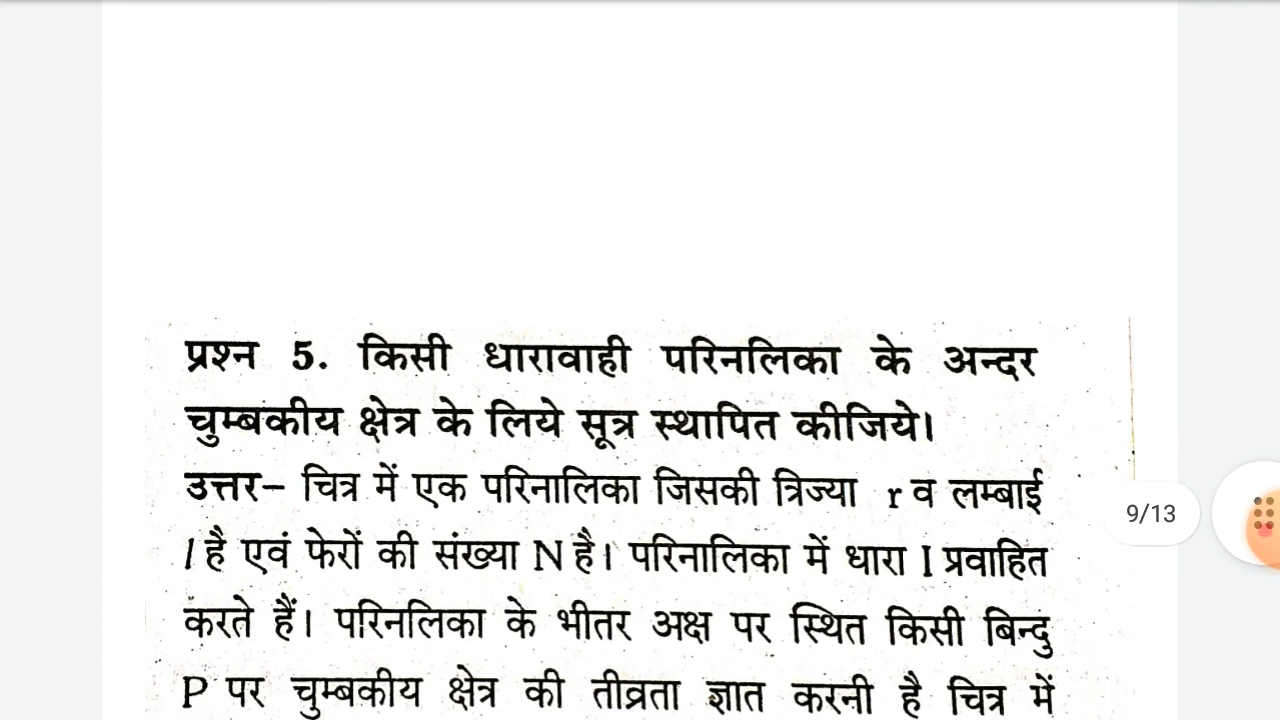 प्रश्न 5. किसी धारावाही परिनलिका के अन्दर
चुम्बकीय क्षेत्र के लिये सूत्र स्थापित कीजिये।
उत्तर– चित्र में एक परिनालिका जिसकी त्रिज्या r व लम्बाई
l है एवं फेरों की संख्या N है। परिनालिका में धारा I प्रवाहित
करते हैं। परिनलिका के भीतर अक्ष पर स्थित किसी बिन्दु
P पर चुम्बकीय क्षेत्र की तीव्रता ज्ञात करनी है चित्र में
9/13